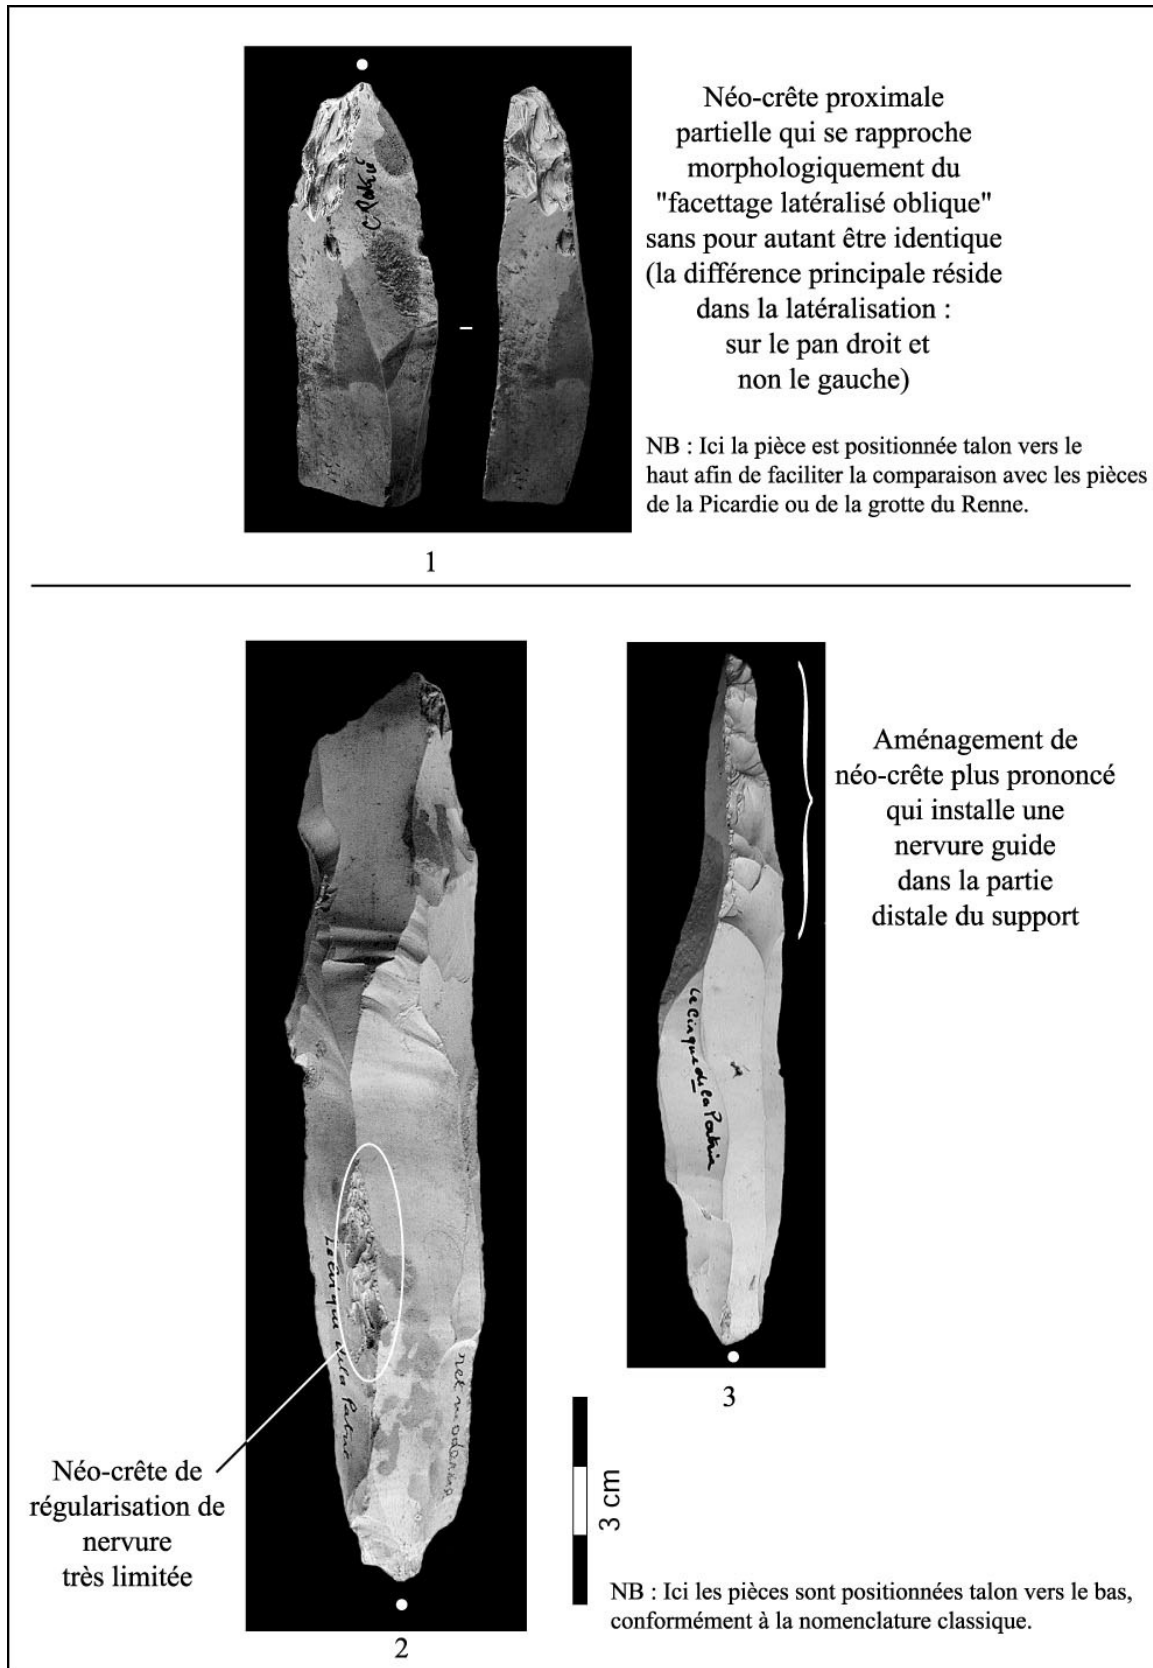 Néo-crête proximale
partielle qui se rapproche
morphologiquement du
"facettage latéralisé oblique"
sans pour autant être identique
(la différence principale réside
dans la latéralisation :
sur le pan droit et
non le gauche)
NB : Ici la pièce est positionnée talon vers le
haut afin de faciliter la comparaison avec les pièces
de la Picardie ou de la grotte du Renne.
1
Aménagement de
néo-crête plus prononcé
qui installe une
nervure guide
dans la partie
distale du support
Le Cirque de la Patrie
3
Le Cirque de la Patrie
Néo-crête de
régularisation de
nervure
très limitée
2
3 cm
NB : Ici les pièces sont positionnées talon vers le bas,
conformément à la nomenclature classique.